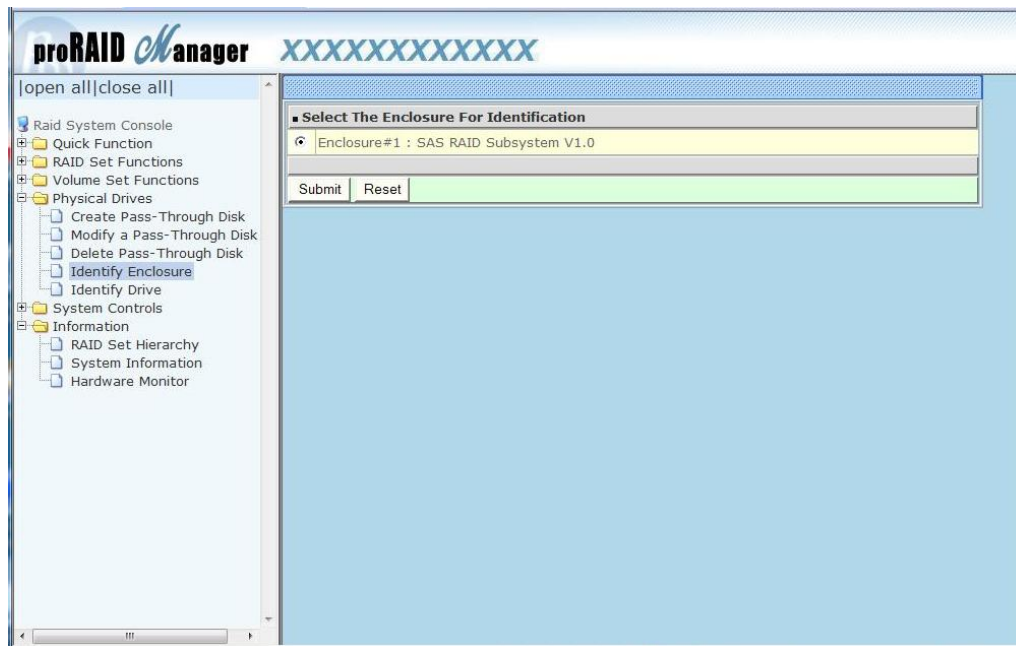 proRAID Manager XXXXXXXXXXXX
|open all|close all|
Raid System Console
Quick Function
RAID Set Functions
Volume Set Functions
Physical Drives
Create Pass-Through Disk
Modify a Pass-Through Disk
Delete Pass-Through Disk
Identify Enclosure
Identify Drive
System Controls
Information
RAID Set Hierarchy
System Information
Hardware Monitor
Select The Enclosure For Identification
Enclosure#1 : SAS RAID Subsystem V1.0
Submit Reset